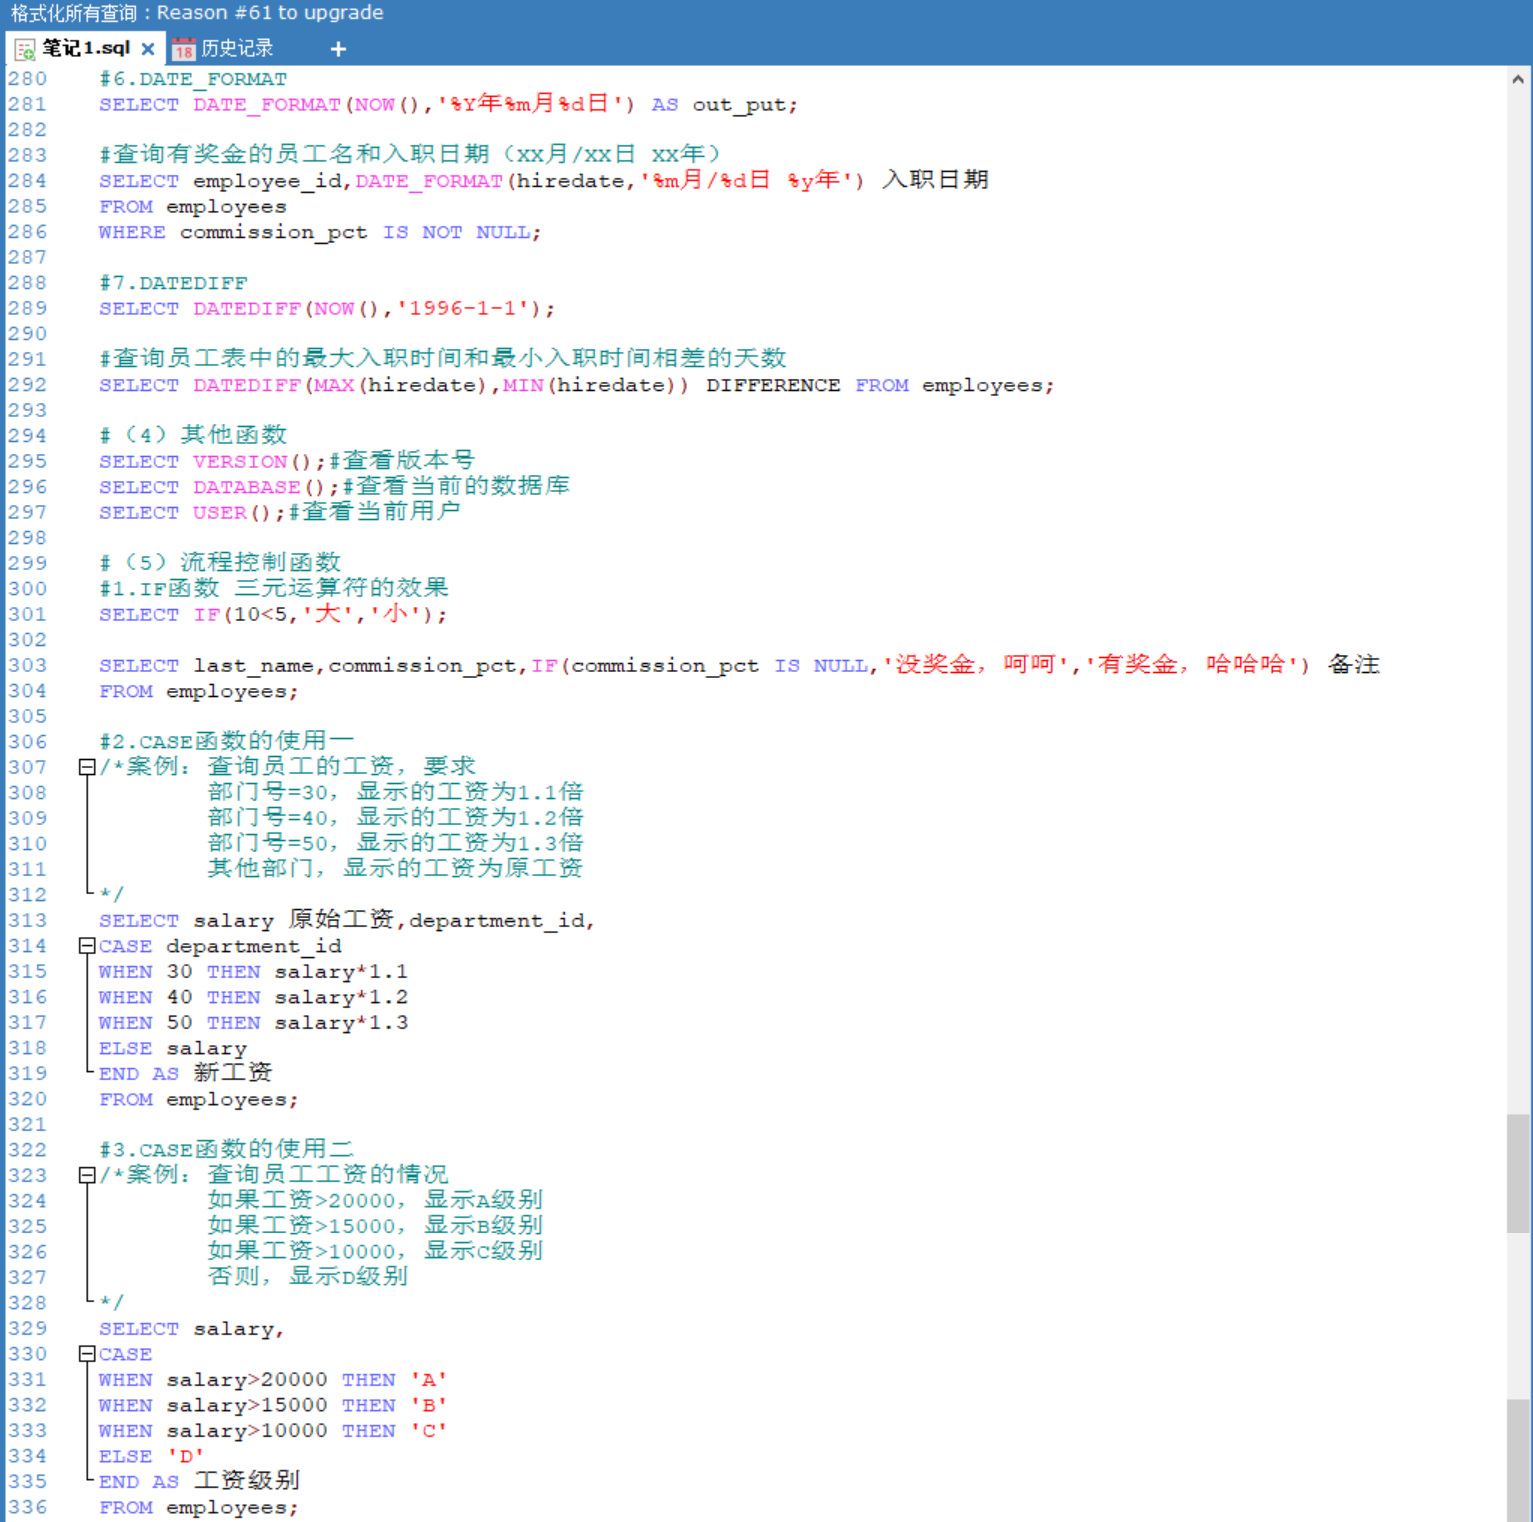 格式化所有查询 : Reason #61 to upgrade
笔记1.sql × 18 历史记录 +
280 #6.DATE_FORMAT
281 SELECT DATE_FORMAT(NOW(),'%Y年%m月%d日') AS out_put;
282
283 #查询有奖金的员工名和入职日期（xx月/xx日 xx年）
284 SELECT employee_id,DATE_FORMAT(hiredate,'%m月/%d日 %y年') 入职日期
285 FROM employees
286 WHERE commission_pct IS NOT NULL;
287
288 #7.DATEDIFF
289 SELECT DATEDIFF(NOW(),'1996-1-1');
290
291 #查询员工表中的最大入职时间和最小入职时间相差的天数
292 SELECT DATEDIFF(MAX(hiredate),MIN(hiredate)) DIFFERENCE FROM employees;
293
294 #（4）其他函数
295 SELECT VERSION();#查看版本号
296 SELECT DATABASE();#查看当前的数据库
297 SELECT USER();#查看当前用户
298
299 #（5）流程控制函数
300 #1.IF函数 三元运算符的效果
301 SELECT IF(10<5,'大','小');
302
303 SELECT last_name,commission_pct,IF(commission_pct IS NULL,'没奖金，呵呵','有奖金，哈哈哈') 备注
304 FROM employees;
305
306 #2.CASE函数的使用一
307 /*案例：查询员工的工资，要求
308 部门号=30，显示的工资为1.1倍
309 部门号=40，显示的工资为1.2倍
310 部门号=50，显示的工资为1.3倍
311 其他部门，显示的工资为原工资
312 */
313 SELECT salary 原始工资,department_id,
314 CASE department_id
315 WHEN 30 THEN salary*1.1
316 WHEN 40 THEN salary*1.2
317 WHEN 50 THEN salary*1.3
318 ELSE salary
319 END AS 新工资
320 FROM employees;
321
322 #3.CASE函数的使用二
323 /*案例：查询员工工资的情况
324 如果工资>20000，显示A级别
325 如果工资>15000，显示B级别
326 如果工资>10000，显示C级别
327 否则，显示D级别
328 */
329 SELECT salary,
330 CASE
331 WHEN salary>20000 THEN 'A'
332 WHEN salary>15000 THEN 'B'
333 WHEN salary>10000 THEN 'C'
334 ELSE 'D'
335 END AS 工资级别
336 FROM employees;